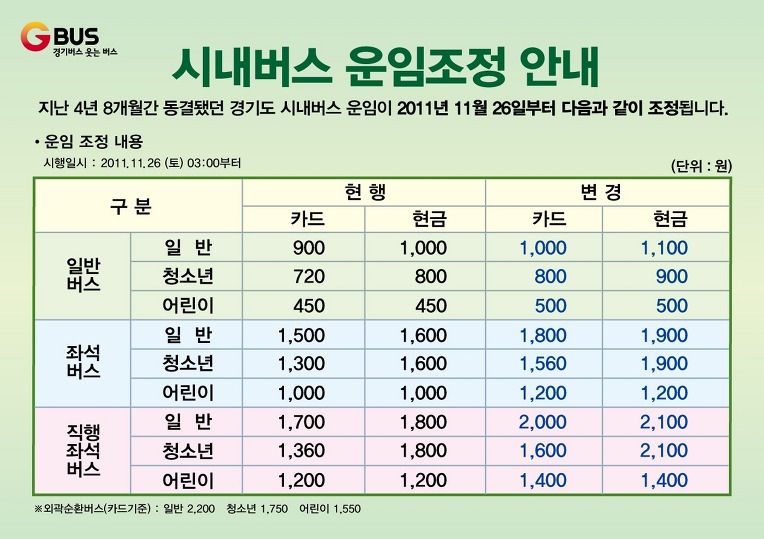 G BUS
경기버스 웃는 버스
시내버스 운임조정 안내
지난 4년 8개월간 동결됐던 경기도 시내버스 운임이 2011년 11월 26일부터 다음과 같이 조정됩니다.
• 운임 조정 내용
시행일시 : 2011.11.26 (토) 03:00부터
(단위 : 원)
구 분 현 행 변 경
카드 현금 카드 현금
일반 버스
일 반 900 1,000 1,000 1,100
청소년 720 800 800 900
어린이 450 450 500 500
좌석 버스
일 반 1,500 1,600 1,800 1,900
청소년 1,300 1,600 1,560 1,900
어린이 1,000 1,000 1,200 1,200
직행 좌석 버스
일 반 1,700 1,800 2,000 2,100
청소년 1,360 1,800 1,600 2,100
어린이 1,200 1,200 1,400 1,400
※외곽순환버스(카드기준) : 일반 2,200 청소년 1,750 어린이 1,550